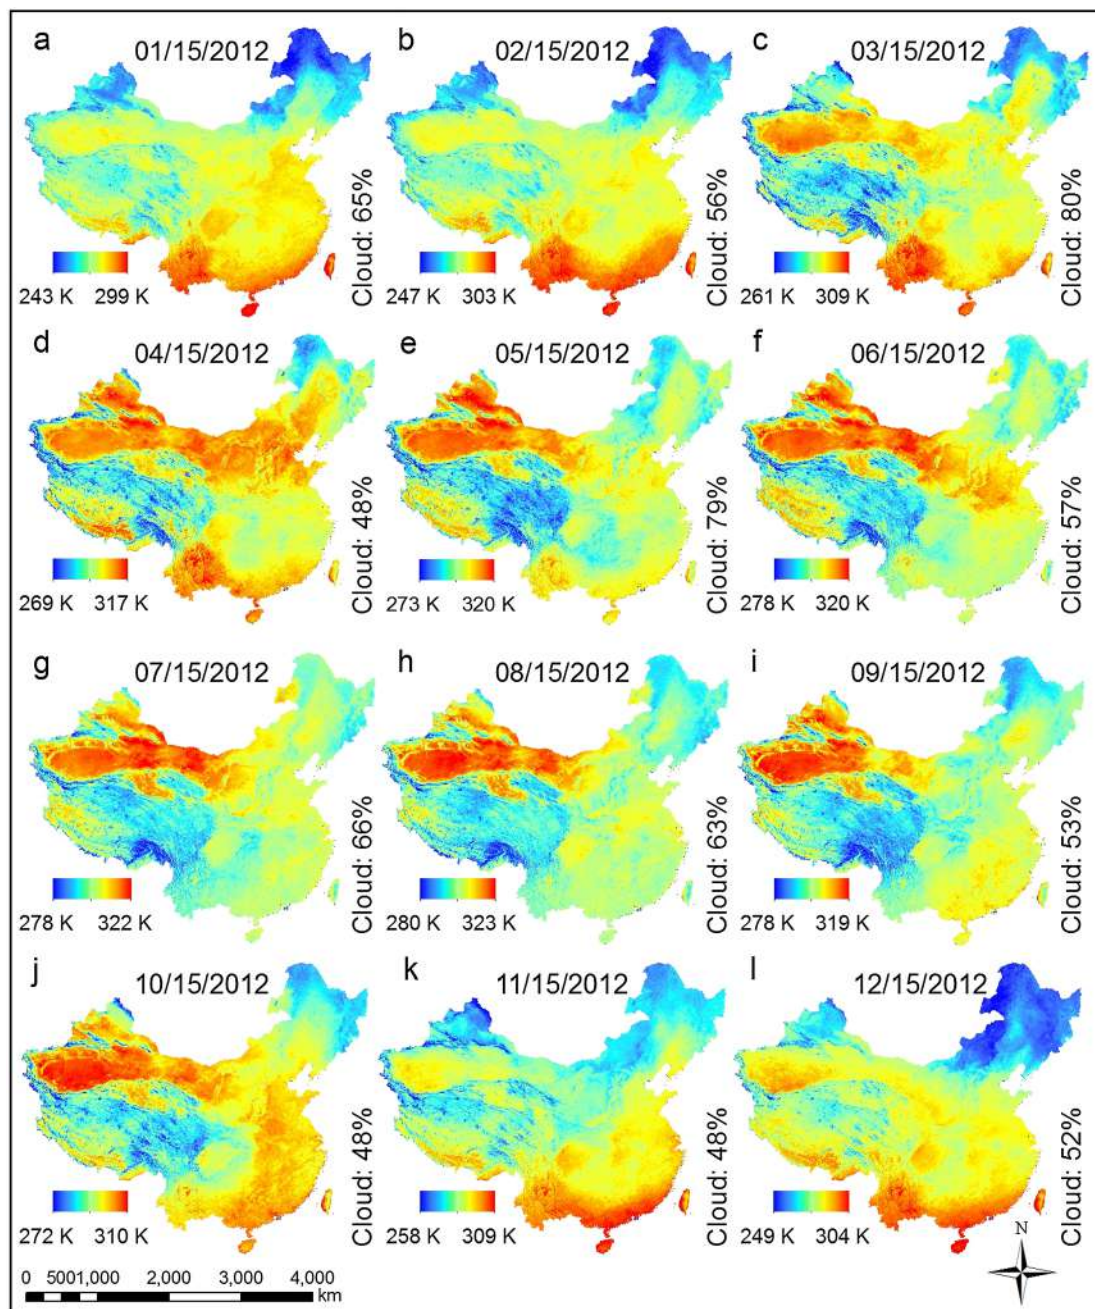 a 01/15/2012
Cloud: 65%
243 K 299 K
b 02/15/2012
Cloud: 56%
247 K 303 K
c 03/15/2012
Cloud: 80%
261 K 309 K
d 04/15/2012
Cloud: 48%
269 K 317 K
e 05/15/2012
Cloud: 79%
273 K 320 K
f 06/15/2012
Cloud: 57%
278 K 320 K
g 07/15/2012
Cloud: 66%
278 K 322 K
h 08/15/2012
Cloud: 63%
280 K 323 K
i 09/15/2012
Cloud: 53%
278 K 319 K
j 10/15/2012
Cloud: 48%
272 K 310 K
k 11/15/2012
Cloud: 48%
258 K 309 K
l 12/15/2012
Cloud: 52%
249 K 304 K
N
0 500 1,000 2,000 3,000 4,000
km